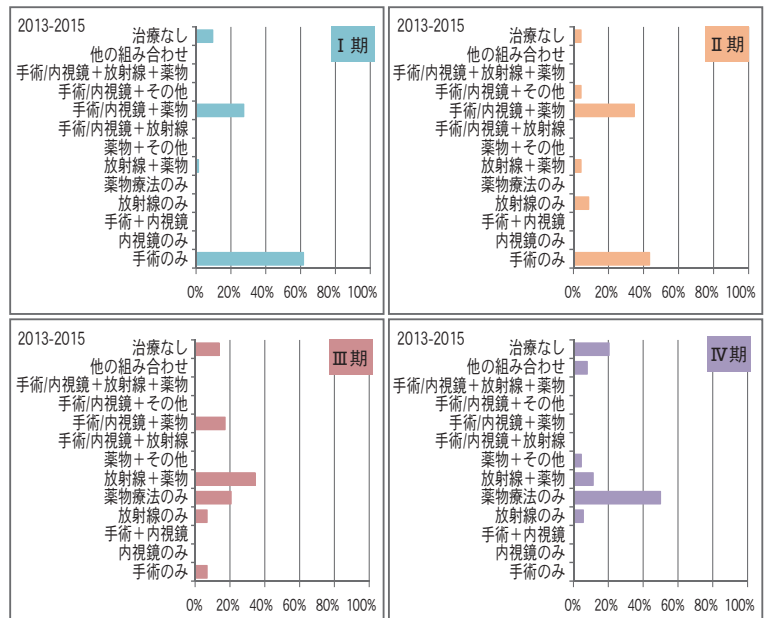 2013-2015
Ⅰ期
治療なし
他の組み合わせ
手術/内視鏡＋放射線＋薬物
手術/内視鏡＋その他
手術/内視鏡＋薬物
手術/内視鏡＋放射線
薬物＋その他
放射線＋薬物
薬物療法のみ
放射線のみ
手術＋内視鏡
内視鏡のみ
手術のみ
0% 20% 40% 60% 80% 100%
2013-2015
Ⅱ期
治療なし
他の組み合わせ
手術/内視鏡＋放射線＋薬物
手術/内視鏡＋その他
手術/内視鏡＋薬物
手術/内視鏡＋放射線
薬物＋その他
放射線＋薬物
薬物療法のみ
放射線のみ
手術＋内視鏡
内視鏡のみ
手術のみ
0% 20% 40% 60% 80% 100%
2013-2015
Ⅲ期
治療なし
他の組み合わせ
手術/内視鏡＋放射線＋薬物
手術/内視鏡＋その他
手術/内視鏡＋薬物
手術/内視鏡＋放射線
薬物＋その他
放射線＋薬物
薬物療法のみ
放射線のみ
手術＋内視鏡
内視鏡のみ
手術のみ
0% 20% 40% 60% 80% 100%
2013-2015
Ⅳ期
治療なし
他の組み合わせ
手術/内視鏡＋放射線＋薬物
手術/内視鏡＋その他
手術/内視鏡＋薬物
手術/内視鏡＋放射線
薬物＋その他
放射線＋薬物
薬物療法のみ
放射線のみ
手術＋内視鏡
内視鏡のみ
手術のみ
0% 20% 40% 60% 80% 100%